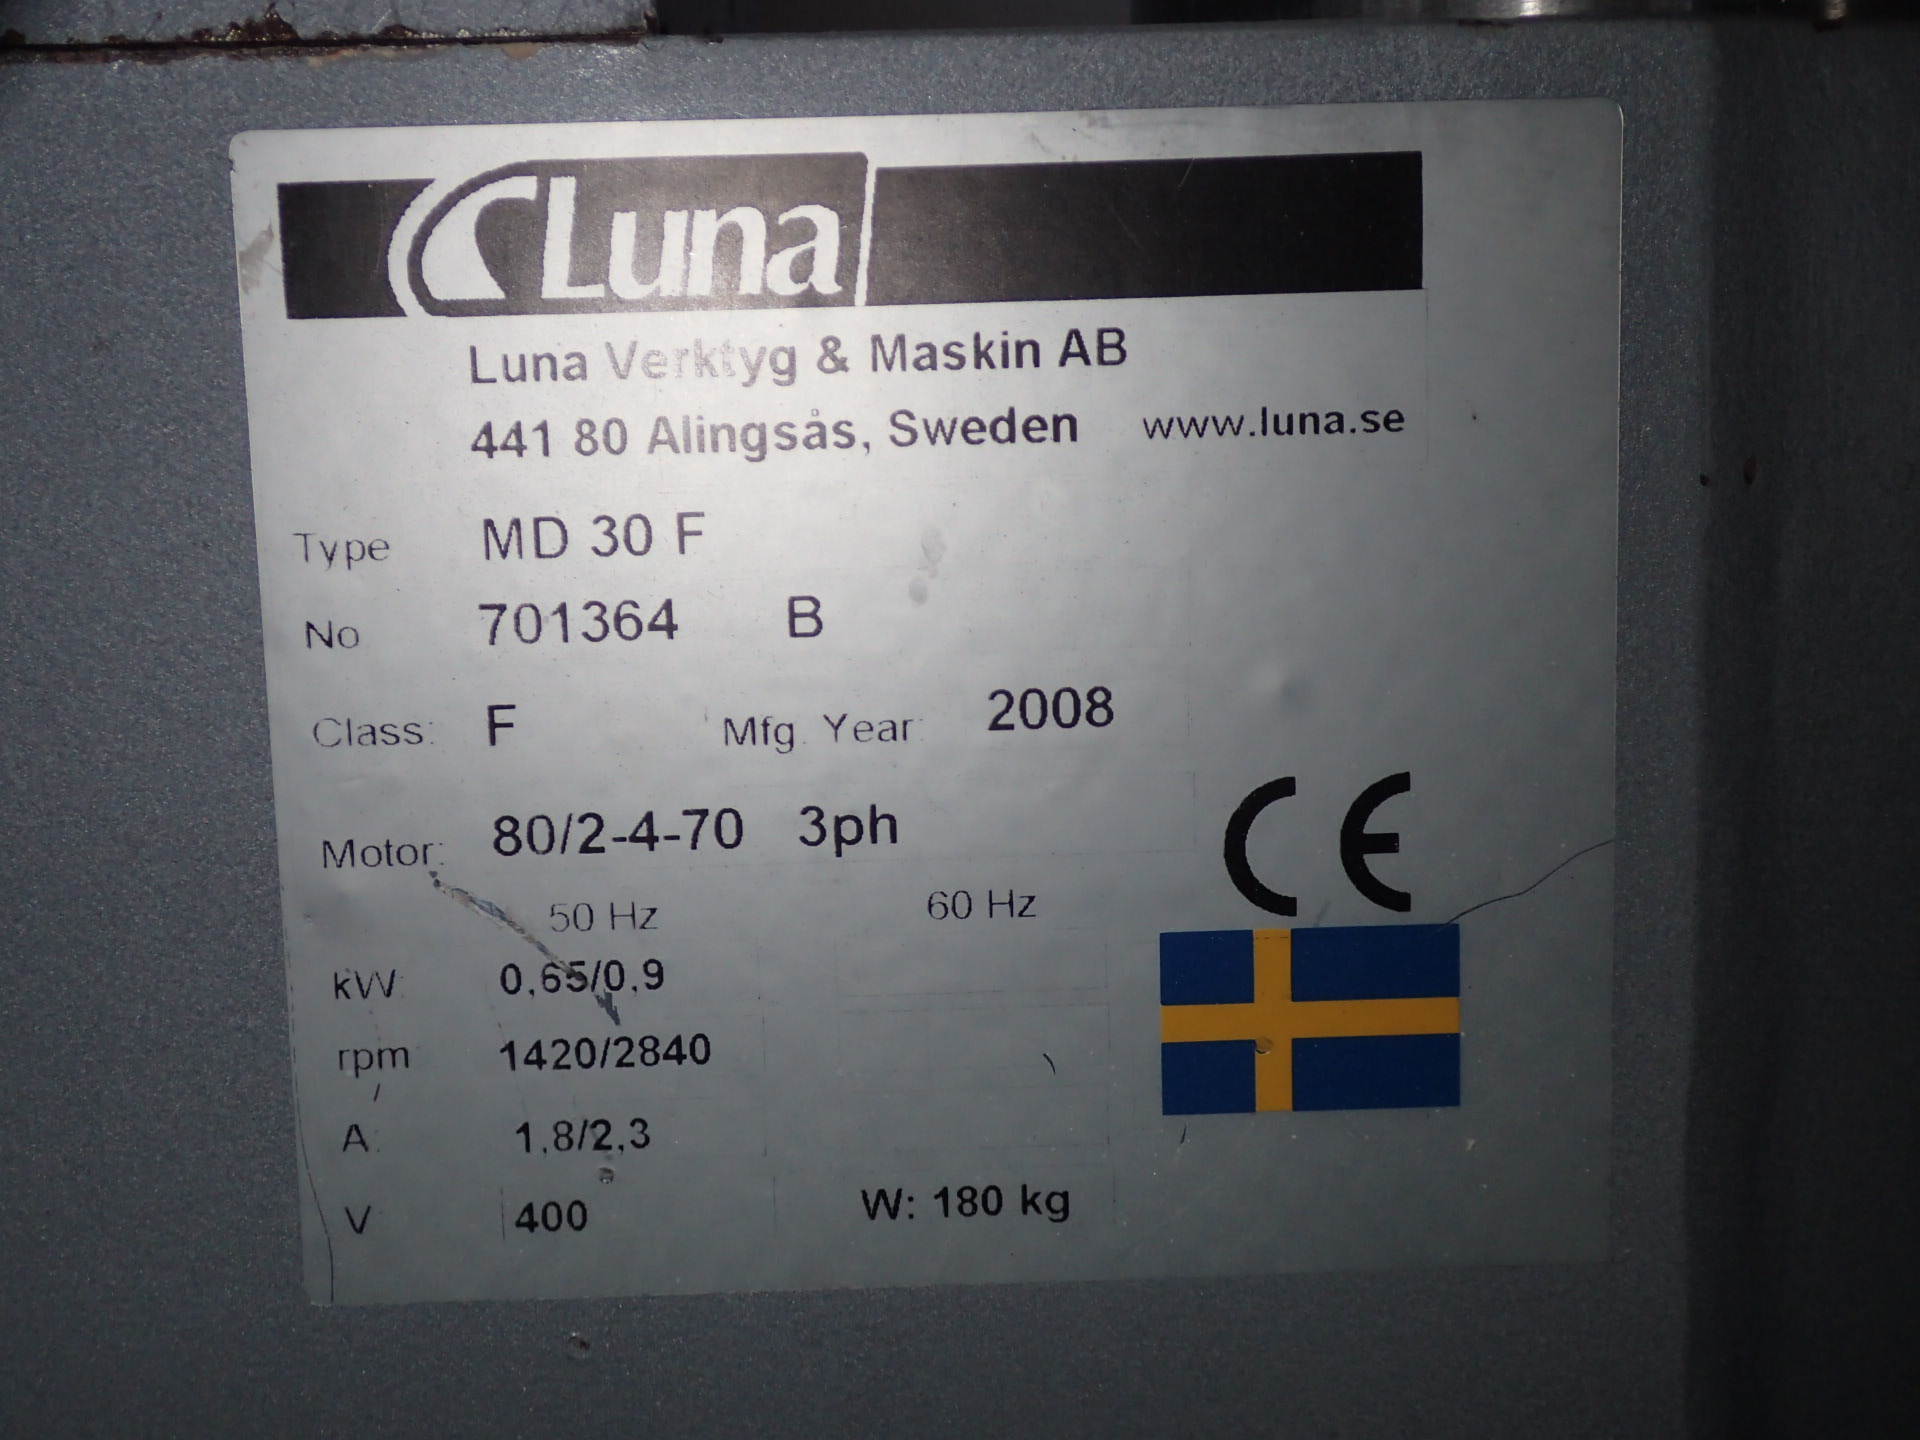 Luna
Luna Verktyg & Maskin AB
441 80 Alingsås, Sweden www.luna.se
Type MD 30 F
No 701364 B
Class: F Mfg. Year: 2008
Motor: 80/2-4-70 3ph
50 Hz 60 Hz
kW: 0,65/0,9
rpm 1420/2840
A: 1,8/2,3
V 400 W: 180 kg
CE